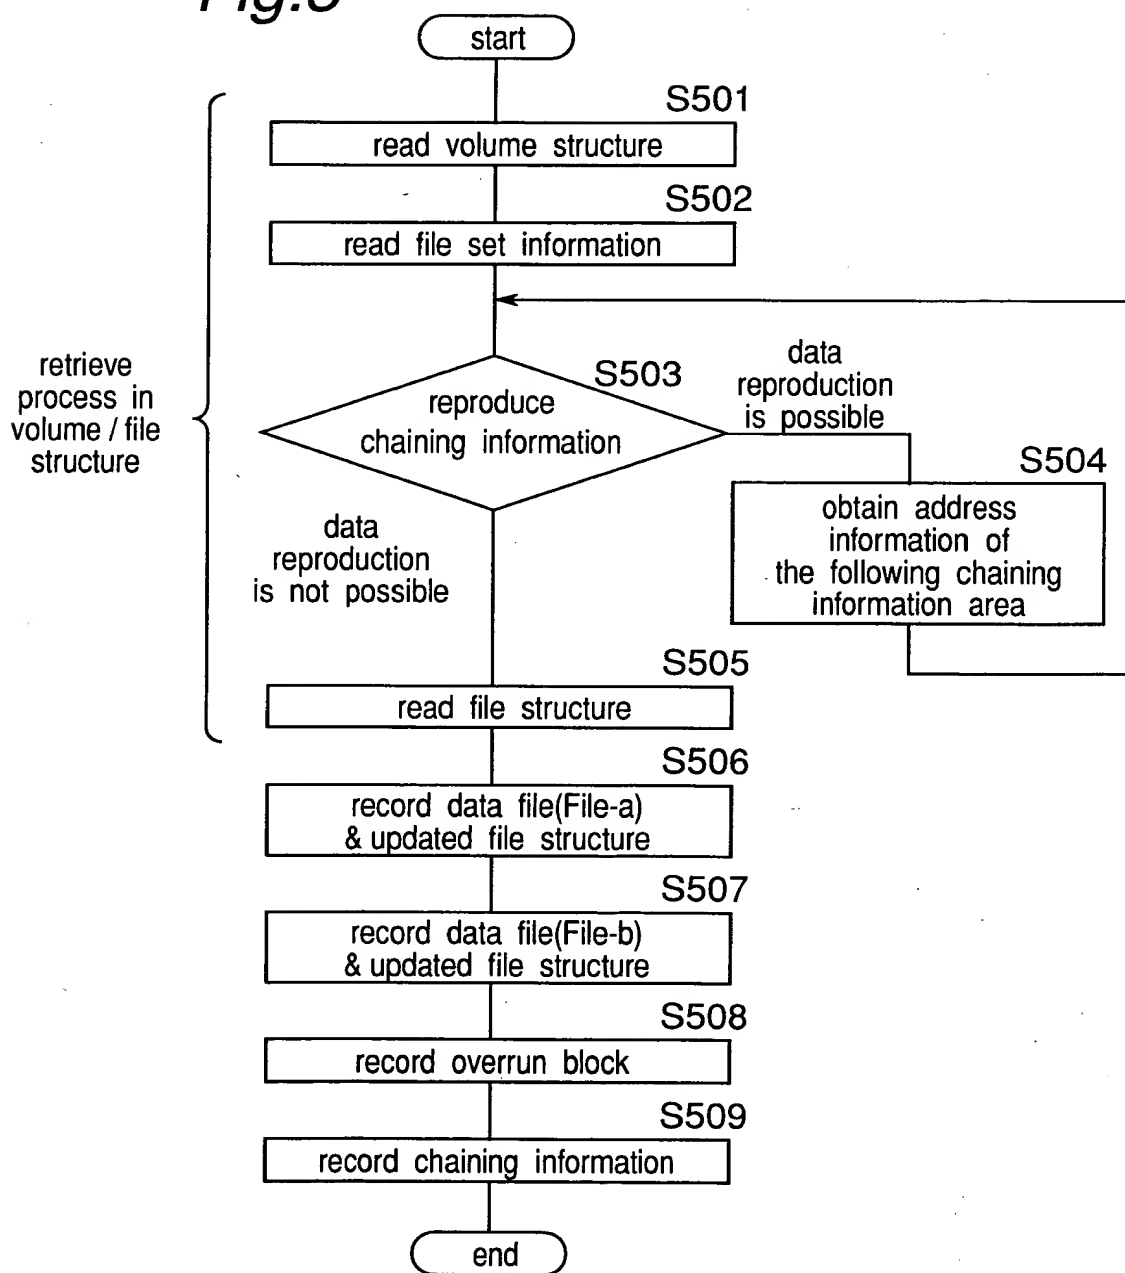 start
S501
read volume structure
S502
read file set information
retrieve
process in
volume / file
structure
S503
reproduce
chaining information
data
reproduction
is possible
S504
obtain address
information of
the following chaining
information area
data
reproduction
is not possible
S505
read file structure
S506
record data file(File-a)
& updated file structure
S507
record data file(File-b)
& updated file structure
S508
record overrun block
S509
record chaining information
end